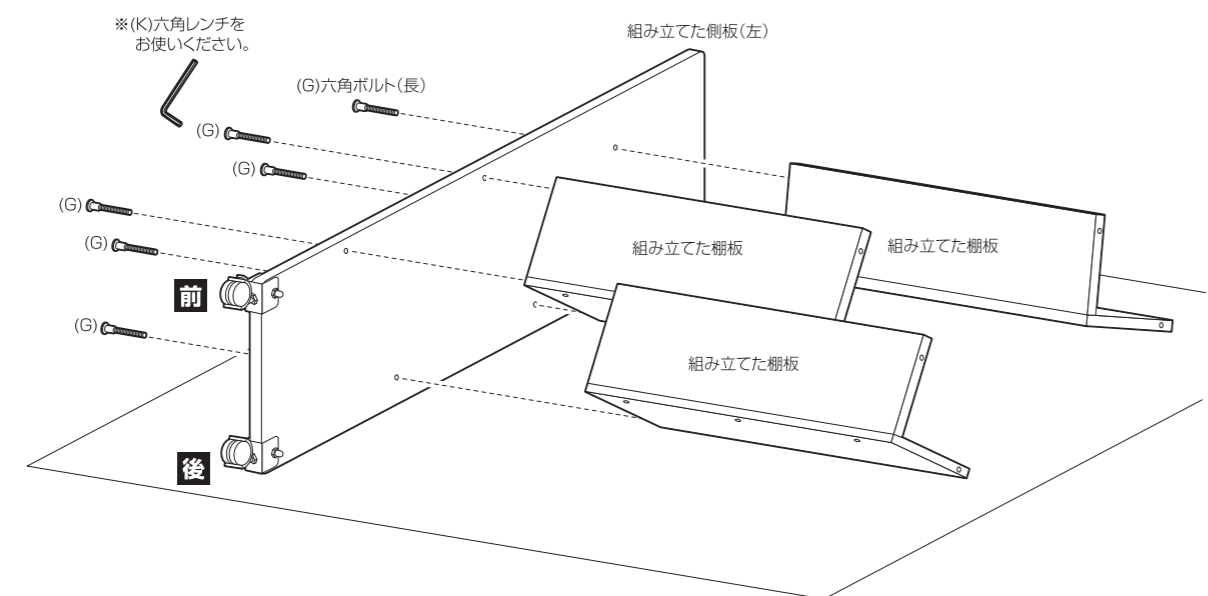 ※(K)六角レンチを
お使いください。
組み立てた側板(左)
(G)六角ボルト(長)
(G)
(G)
(G)
(G)
(G)
組み立てた棚板
組み立てた棚板
組み立てた棚板
前
後